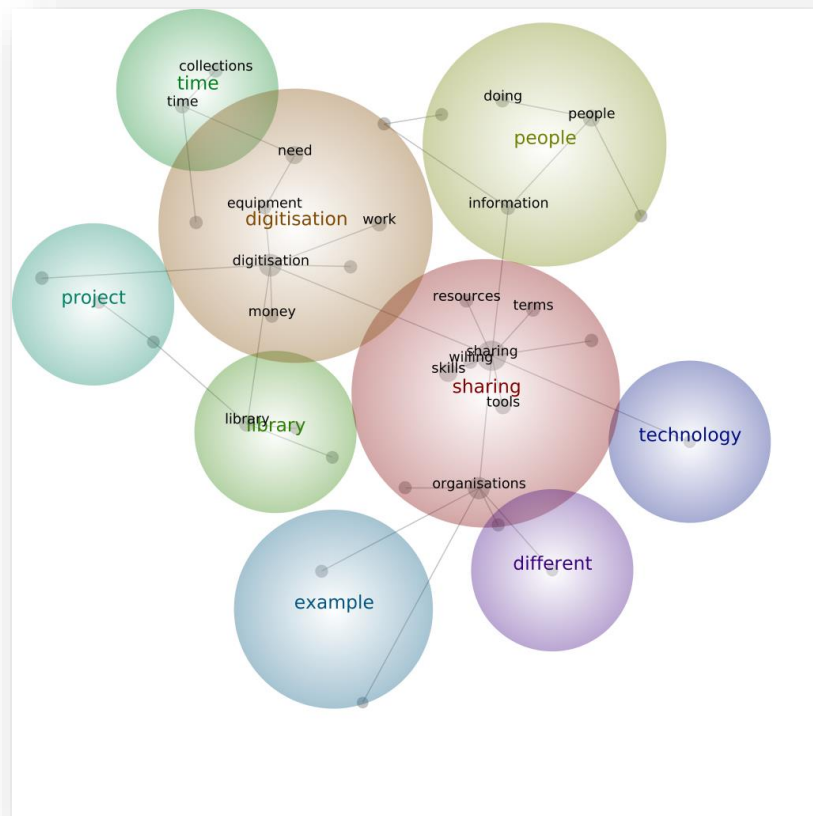 collections
time
time
doing
people
people
need
equipment
digitisation
work
information
digitisation
project
money
resources
terms
sharing
willing
skills
sharing
tools
library
library
technology
organisations
different
example